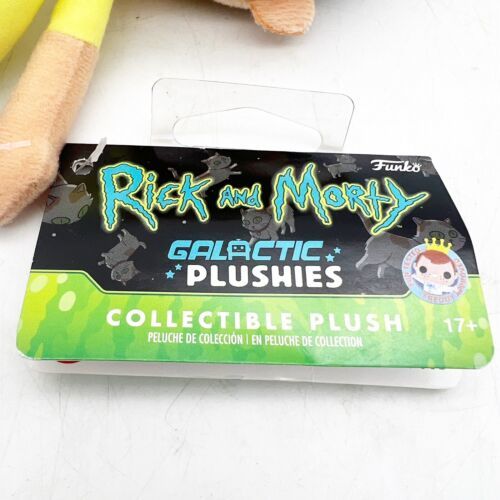 Funko
RICK AND MORTY
GALACTIC
PLUSHIES
COLLECTIBLE PLUSH
17+
PELUCHE DE COLECCIÓN | EN PELUCHE DE COLLECTION